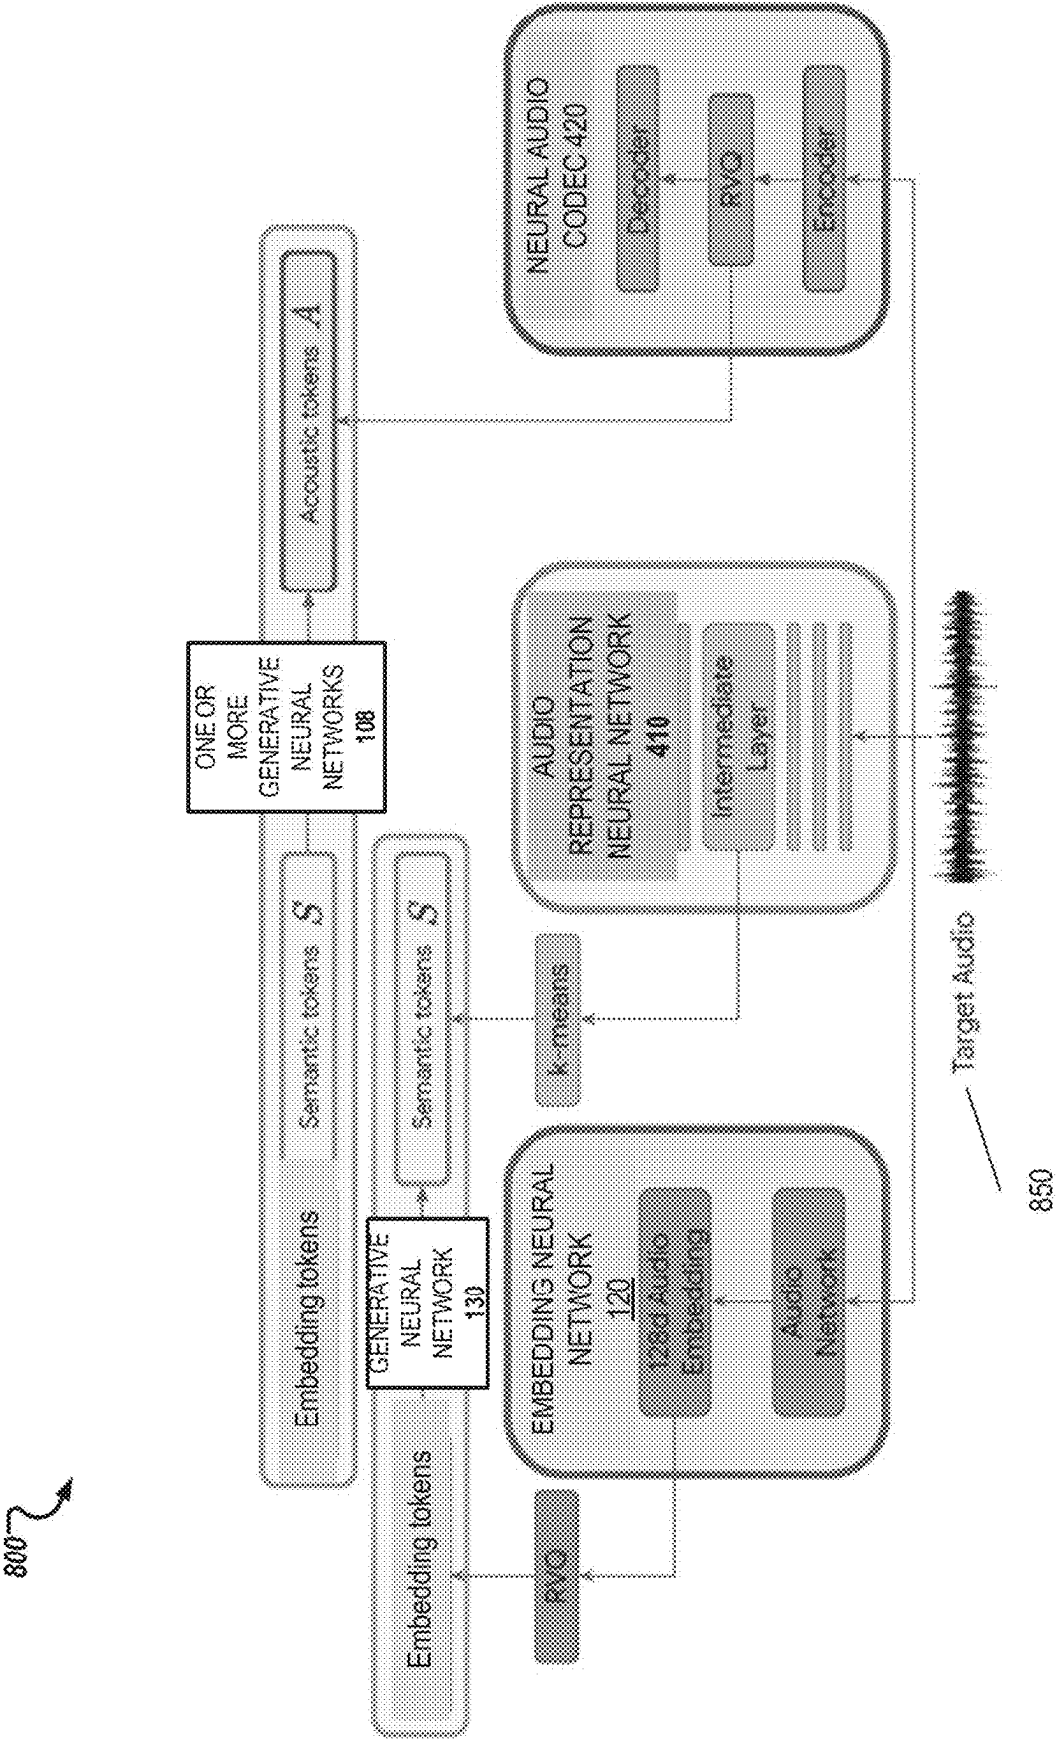 800
Embedding tokens
Semantic tokens S
ONE OR
MORE
GENERATIVE
NEURAL
NETWORKS
108
Acoustic tokens A
Embedding tokens
GENERATIVE
NEURAL
NETWORK
130
Semantic tokens S
RVQ
k-means
EMBEDDING NEURAL
NETWORK
120
128d Audio
Embedding
Audio
Network
AUDIO
REPRESENTATION
NEURAL NETWORK
410
Intermediate
Layer
NEURAL AUDIO
CODEC 420
Decoder
RVQ
Encoder
Target Audio
850